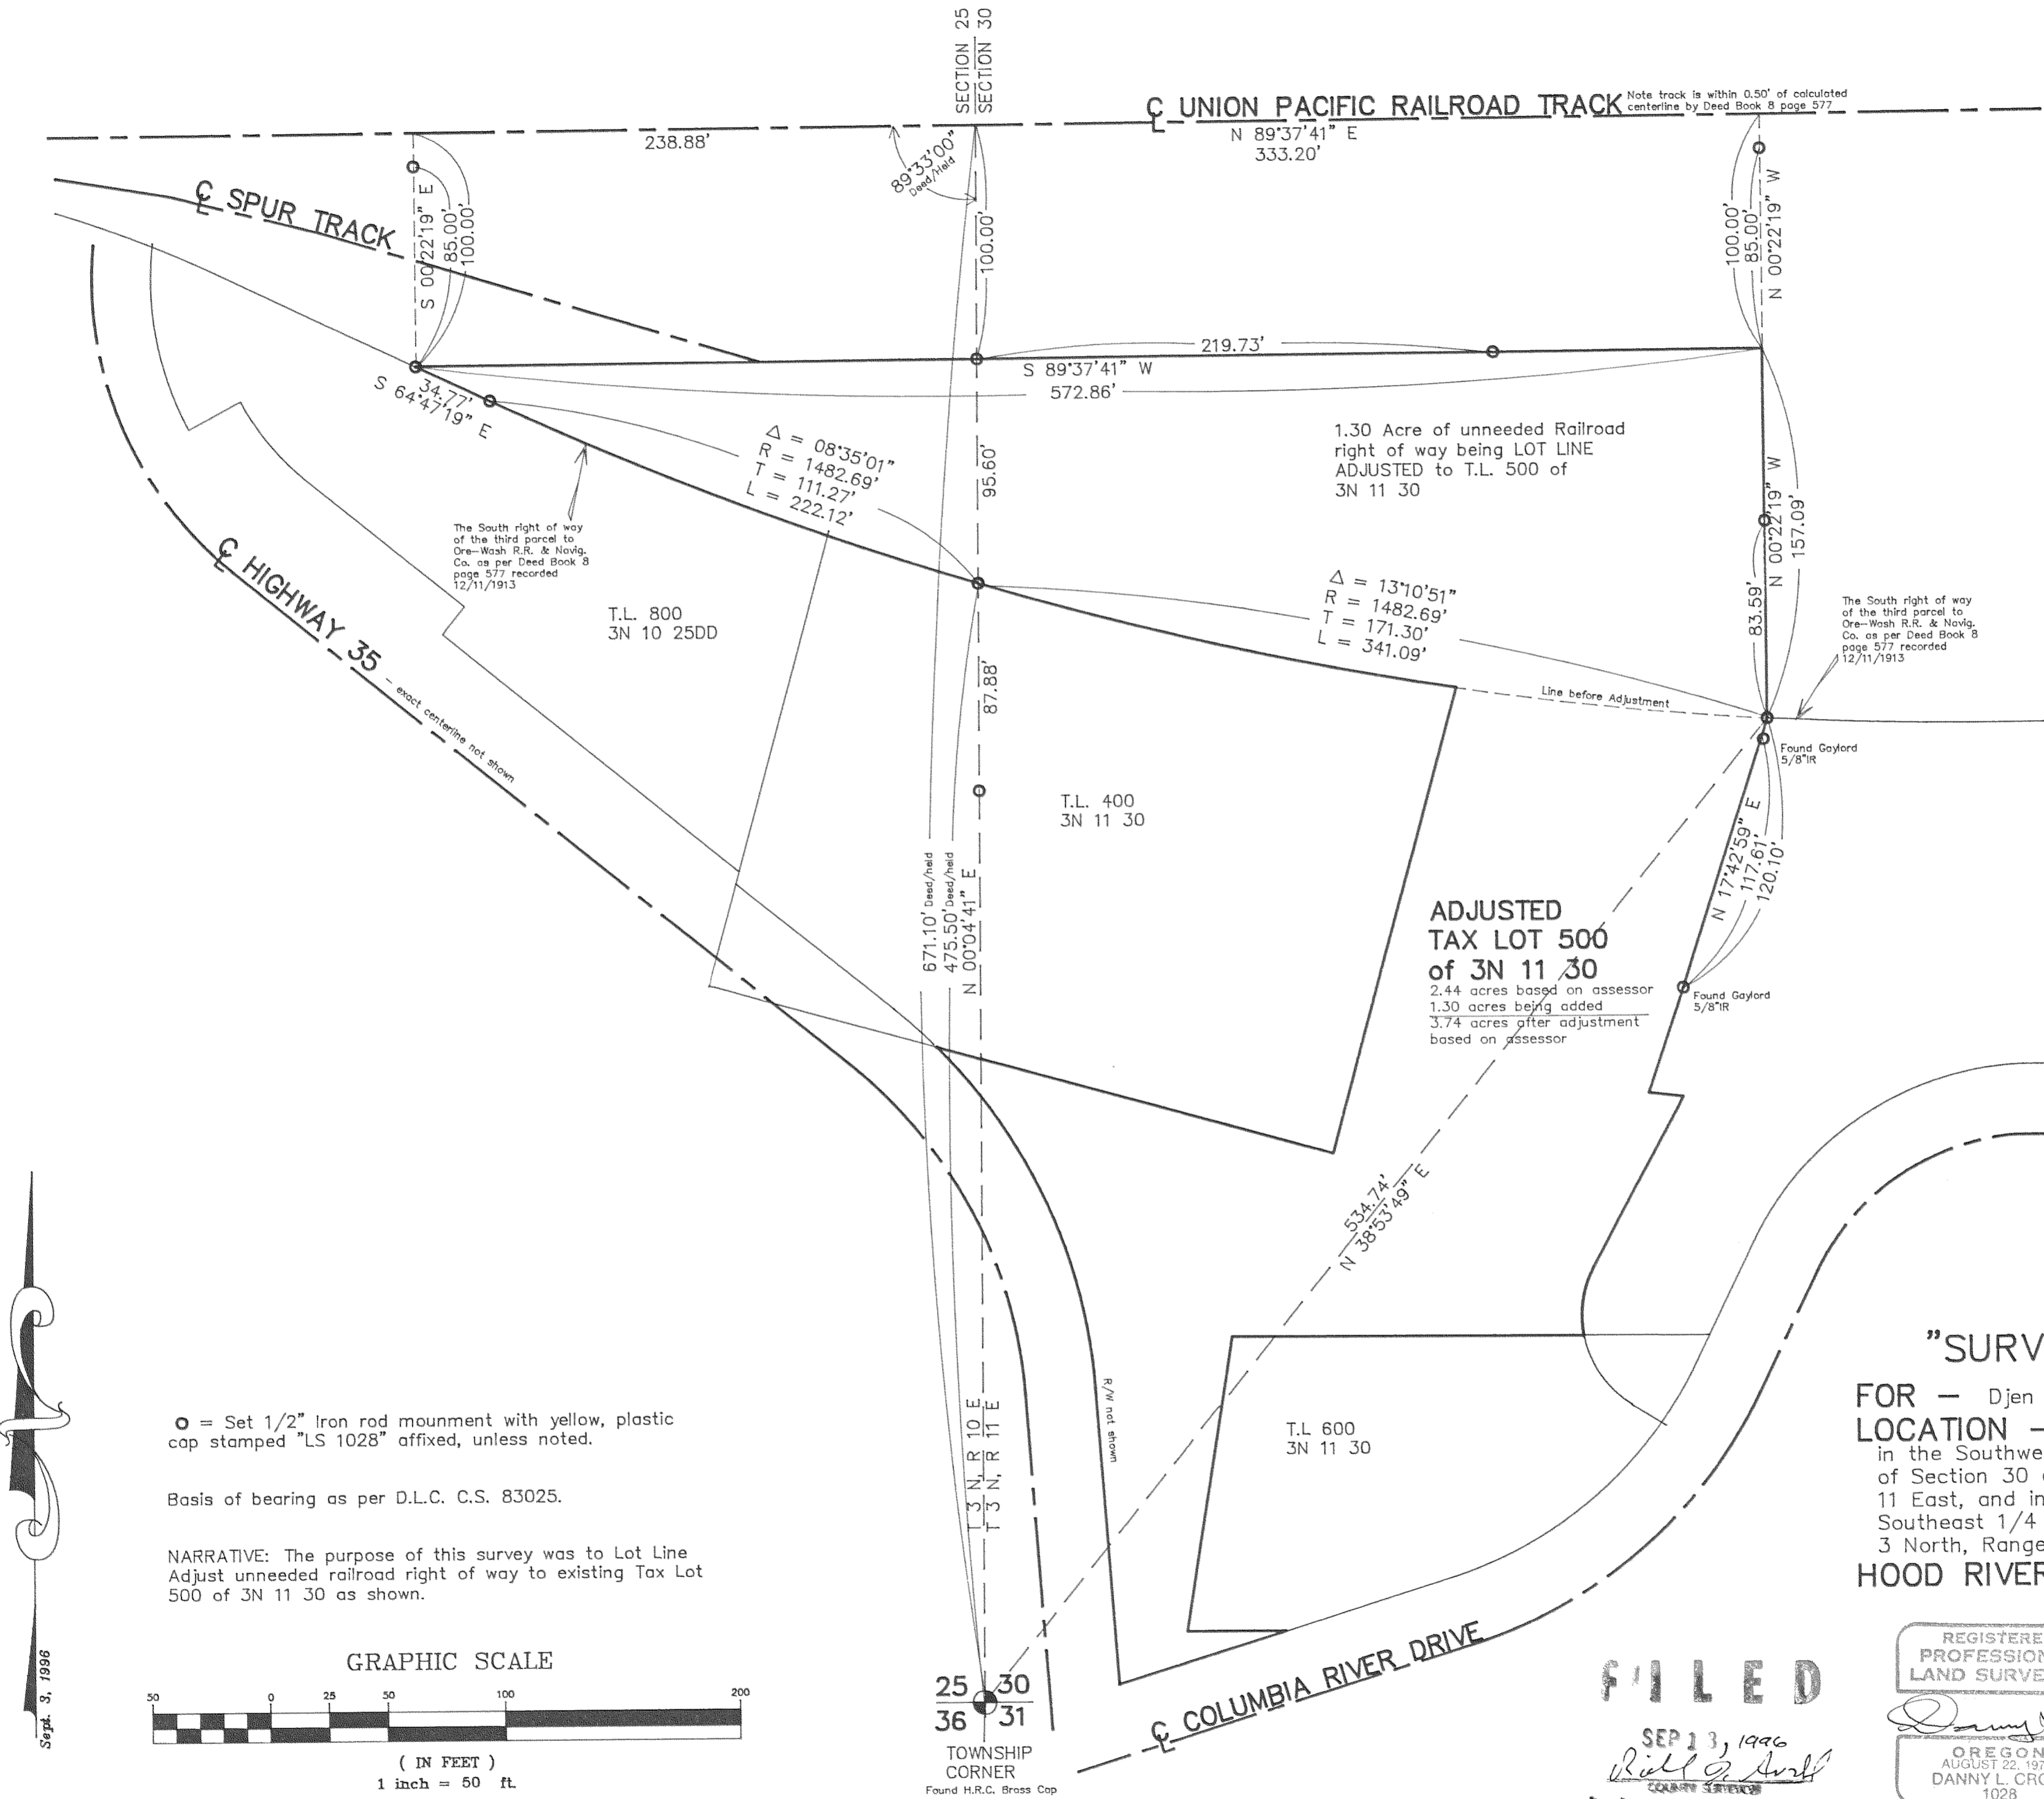 SECTION 25
SECTION 30
℄ UNION PACIFIC RAILROAD TRACK
Note track is within 0.50' of calculated
centerline by Deed Book 8 page 577
N 89°37'41" E
333.20'
238.88'
89°33'00"
Deed/Held
℄ SPUR TRACK
S 00°22'19" E
85.00'
100.00'
100.00'
100.00'
85.00'
N 00°22'19" W
219.73'
S 89°37'41" W
572.86'
34.77'
S 64°47'19" E
Δ = 08°35'01"
R = 1482.69'
T = 111.27'
L = 222.12'
95.60'
1.30 Acre of unneeded Railroad
right of way being LOT LINE
ADJUSTED to T.L. 500 of
3N 11 30
N 00°22'19" W
157.09'
83.59'
The South right of way
of the third parcel to
Ore-Wash R.R. & Navig.
Co. as per Deed Book 8
page 577 recorded
12/11/1913
℄ HIGHWAY 35 - exact centerline not shown
T.L. 800
3N 10 25DD
Δ = 13°10'51"
R = 1482.69'
T = 171.30'
L = 341.09'
The South right of way
of the third parcel to
Ore-Wash R.R. & Navig.
Co. as per Deed Book 8
page 577 recorded
12/11/1913
Line before Adjustment
87.88'
Found Gaylord
5/8"IR
T.L. 400
3N 11 30
N 17°42'59" E
117.61'
120.10'
671.10' Deed/held
475.50' Deed/held
N 00°04'41" E
ADJUSTED
TAX LOT 500
of 3N 11 30
2.44 acres based on assessor
1.30 acres being added
3.74 acres after adjustment
based on assessor
Found Gaylord
5/8"IR
534.74'
N 38°53'49" E
R/W not shown
T 3 N, R 10 E
T 3 N, R 11 E
T.L 600
3N 11 30
"SURV
FOR - Djen
LOCATION -
in the Southwe
of Section 30
11 East, and in
Southeast 1/4
3 North, Range
HOOD RIVER
o = Set 1/2" Iron rod mounment with yellow, plastic
cap stamped "LS 1028" affixed, unless noted.
Basis of bearing as per D.L.C. C.S. 83025.
NARRATIVE: The purpose of this survey was to Lot Line
Adjust unneeded railroad right of way to existing Tax Lot
500 of 3N 11 30 as shown.
Sept. 3, 1996
GRAPHIC SCALE
50 0 25 50 100 200
( IN FEET )
1 inch = 50 ft.
25 30
36 31
TOWNSHIP
CORNER
Found H.R.C. Brass Cap
℄ COLUMBIA RIVER DRIVE
FILED
SEP 13, 1996
COUNTY SURVEYOR
REGISTERE
PROFESSION
LAND SURVE
OREGON
AUGUST 22, 197
DANNY L. CRO
1028